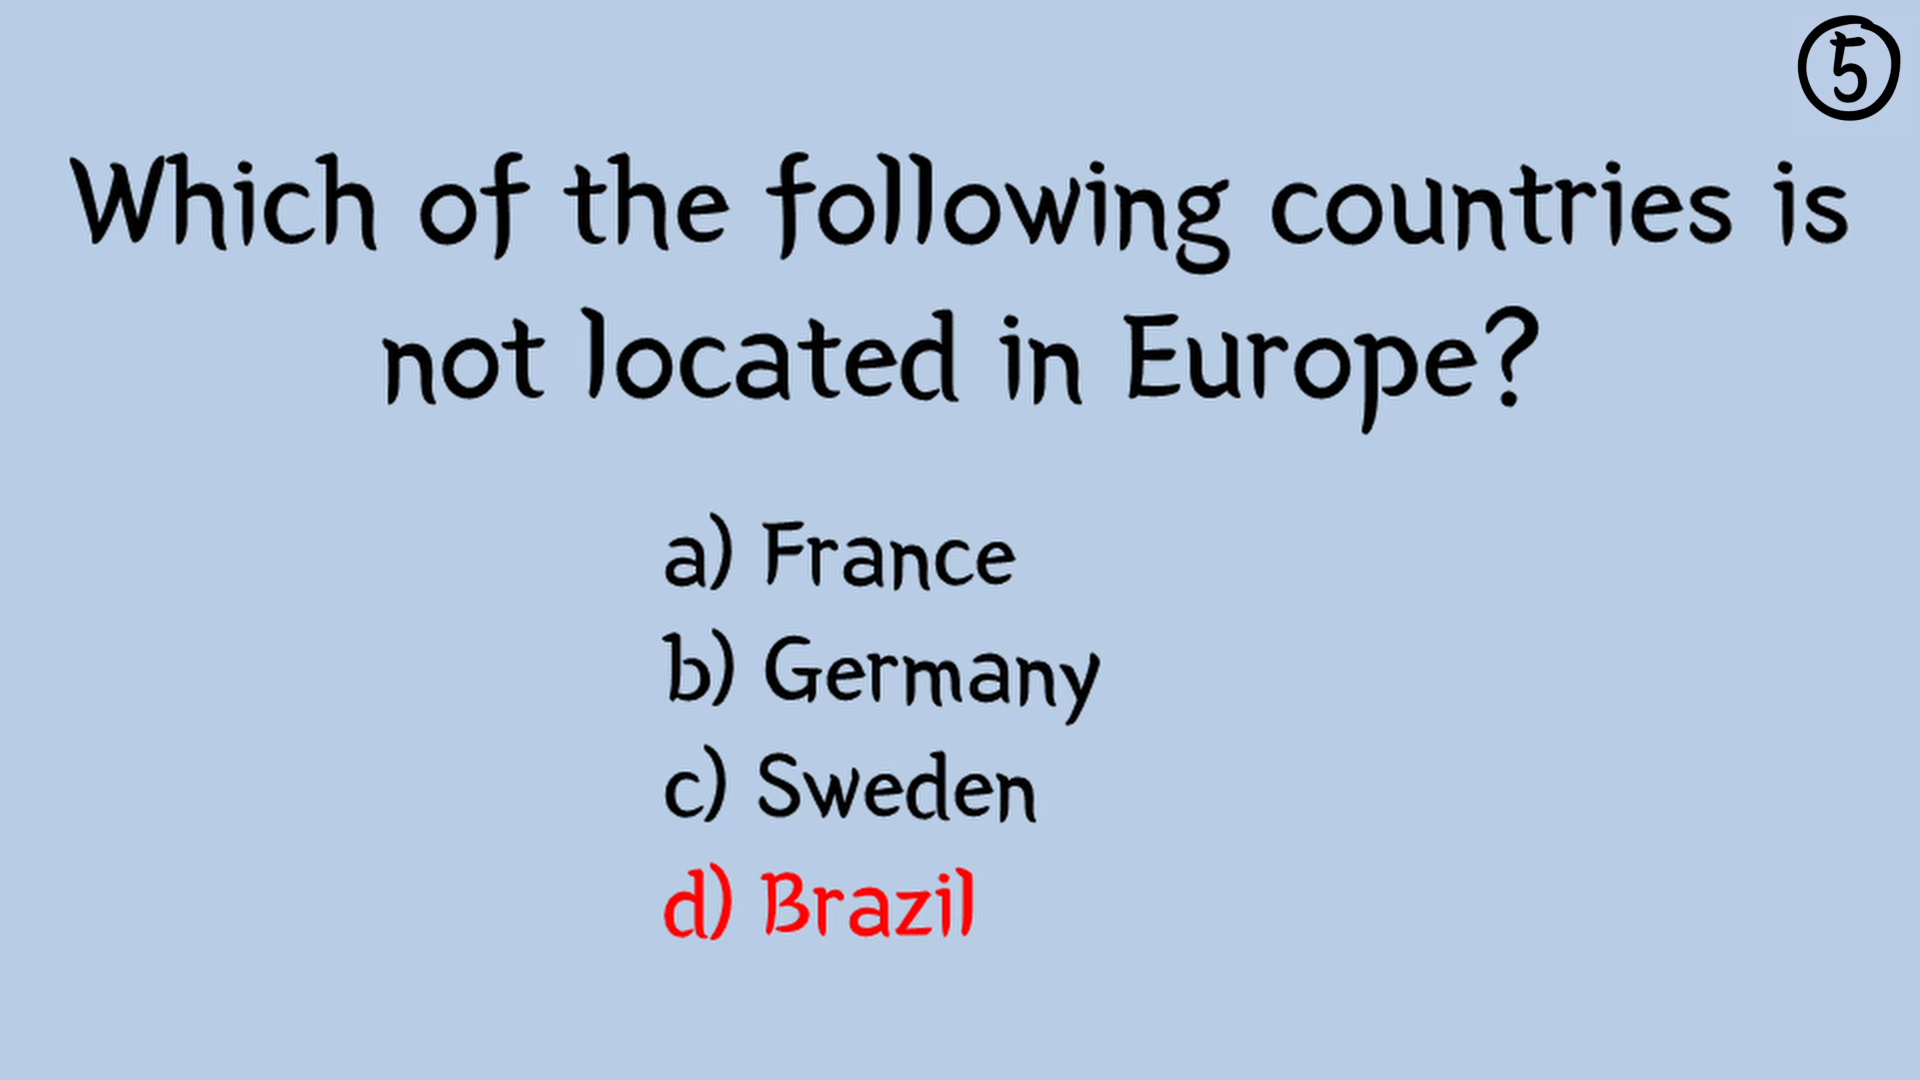 5
Which of the following countries is
not located in Europe?
a) France
b) Germany
c) Sweden
d) Brazil